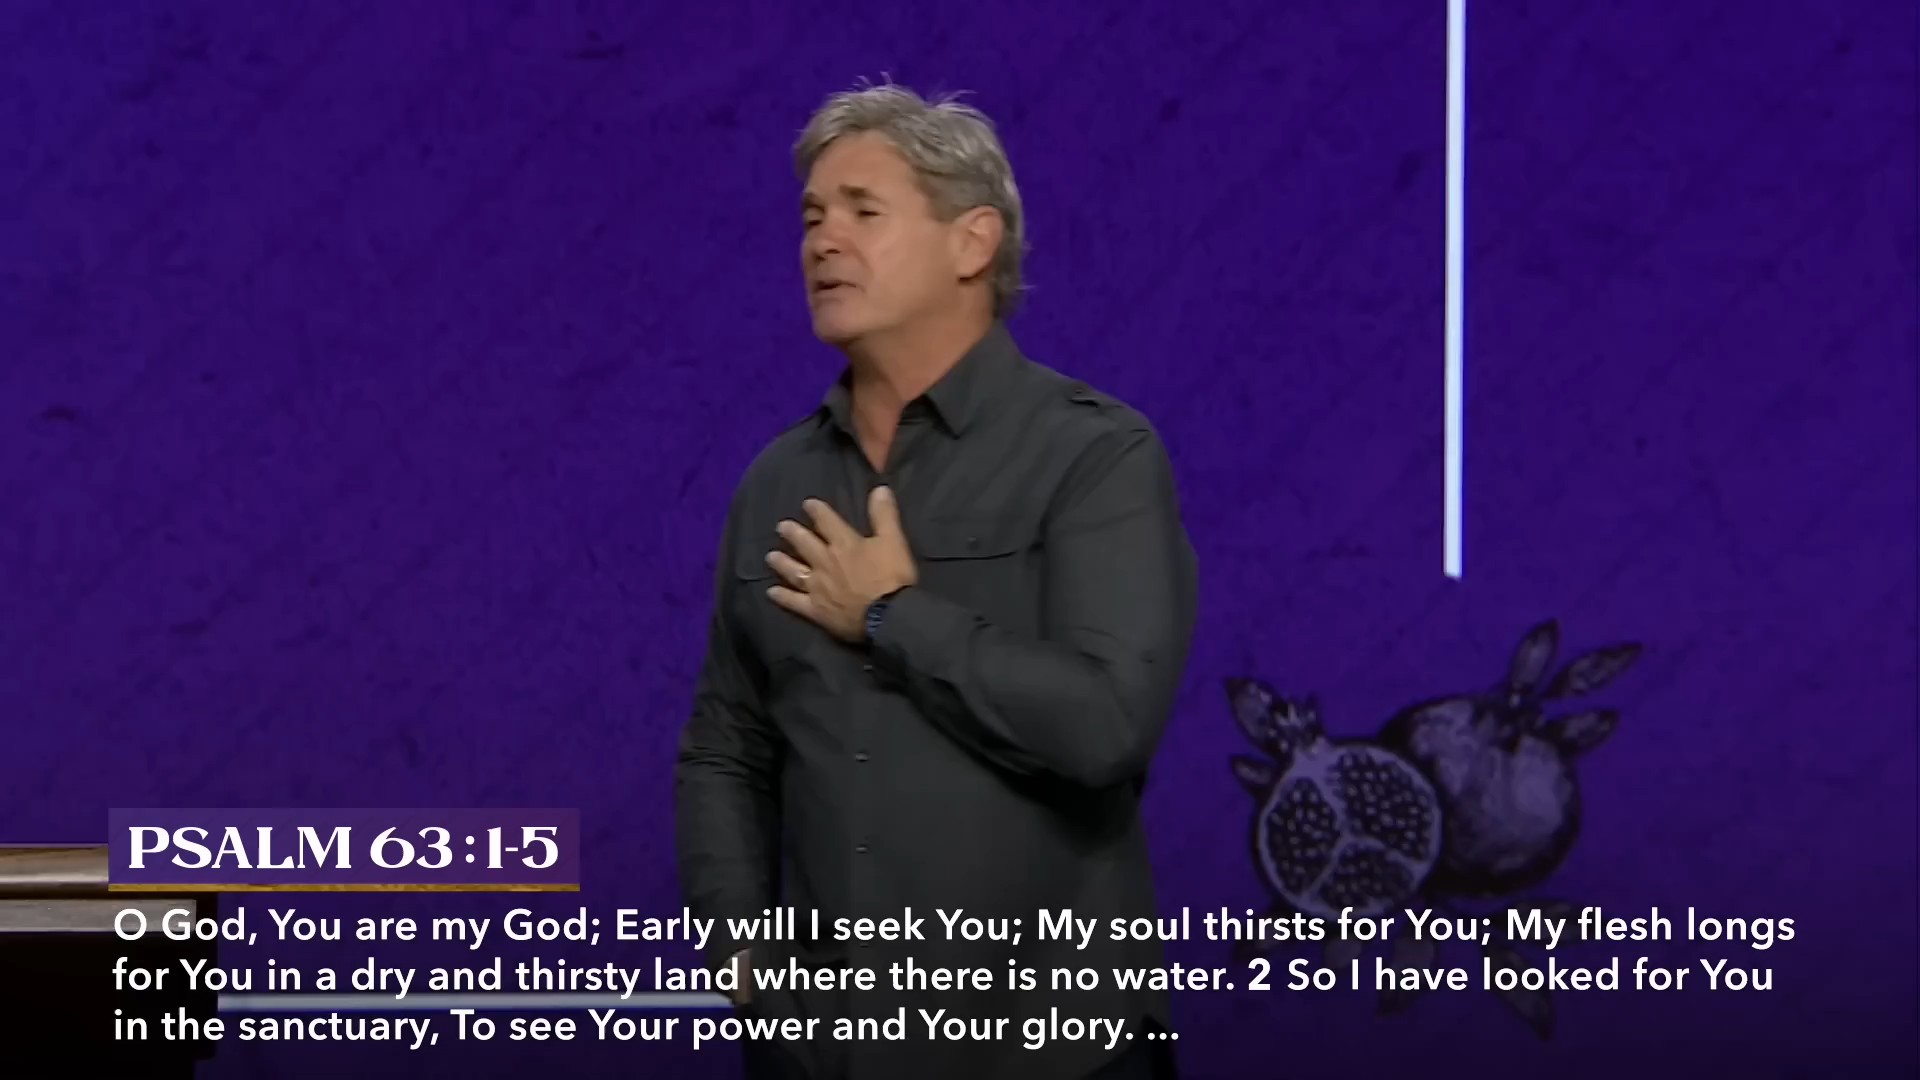 PSALM 63:1-5
O God, You are my God; Early will I seek You; My soul thirsts for You; My flesh longs
for You in a dry and thirsty land where there is no water. 2 So I have looked for You
in the sanctuary, To see Your power and Your glory. ...